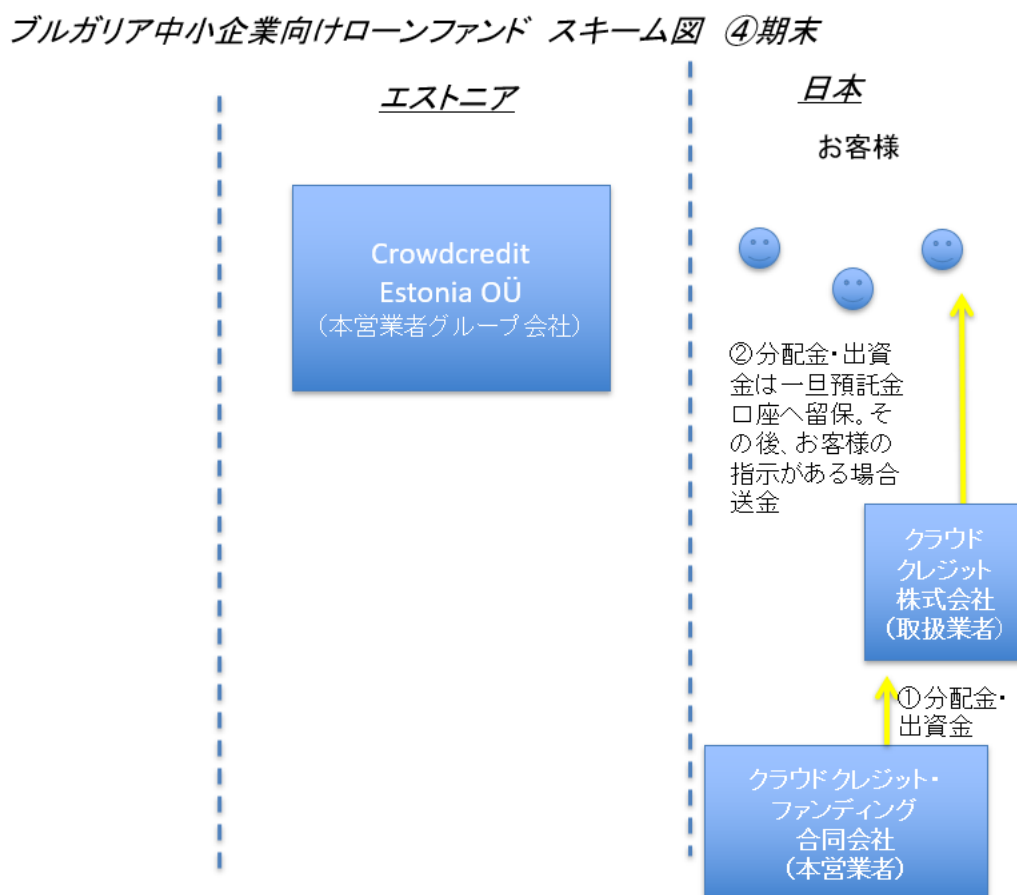 ブルガリア中小企業向けローンファンド スキーム図 ④期末
エストニア
日本
お客様
Crowdcredit
Estonia OÜ
（本営業者グループ会社）
②分配金・出資
金は一旦預託金
口座へ留保。そ
の後、お客様の
指示がある場合
送金
クラウド
クレジット
株式会社
（取扱業者）
①分配金・
出資金
クラウドクレジット・
ファンディング
合同会社
（本営業者）